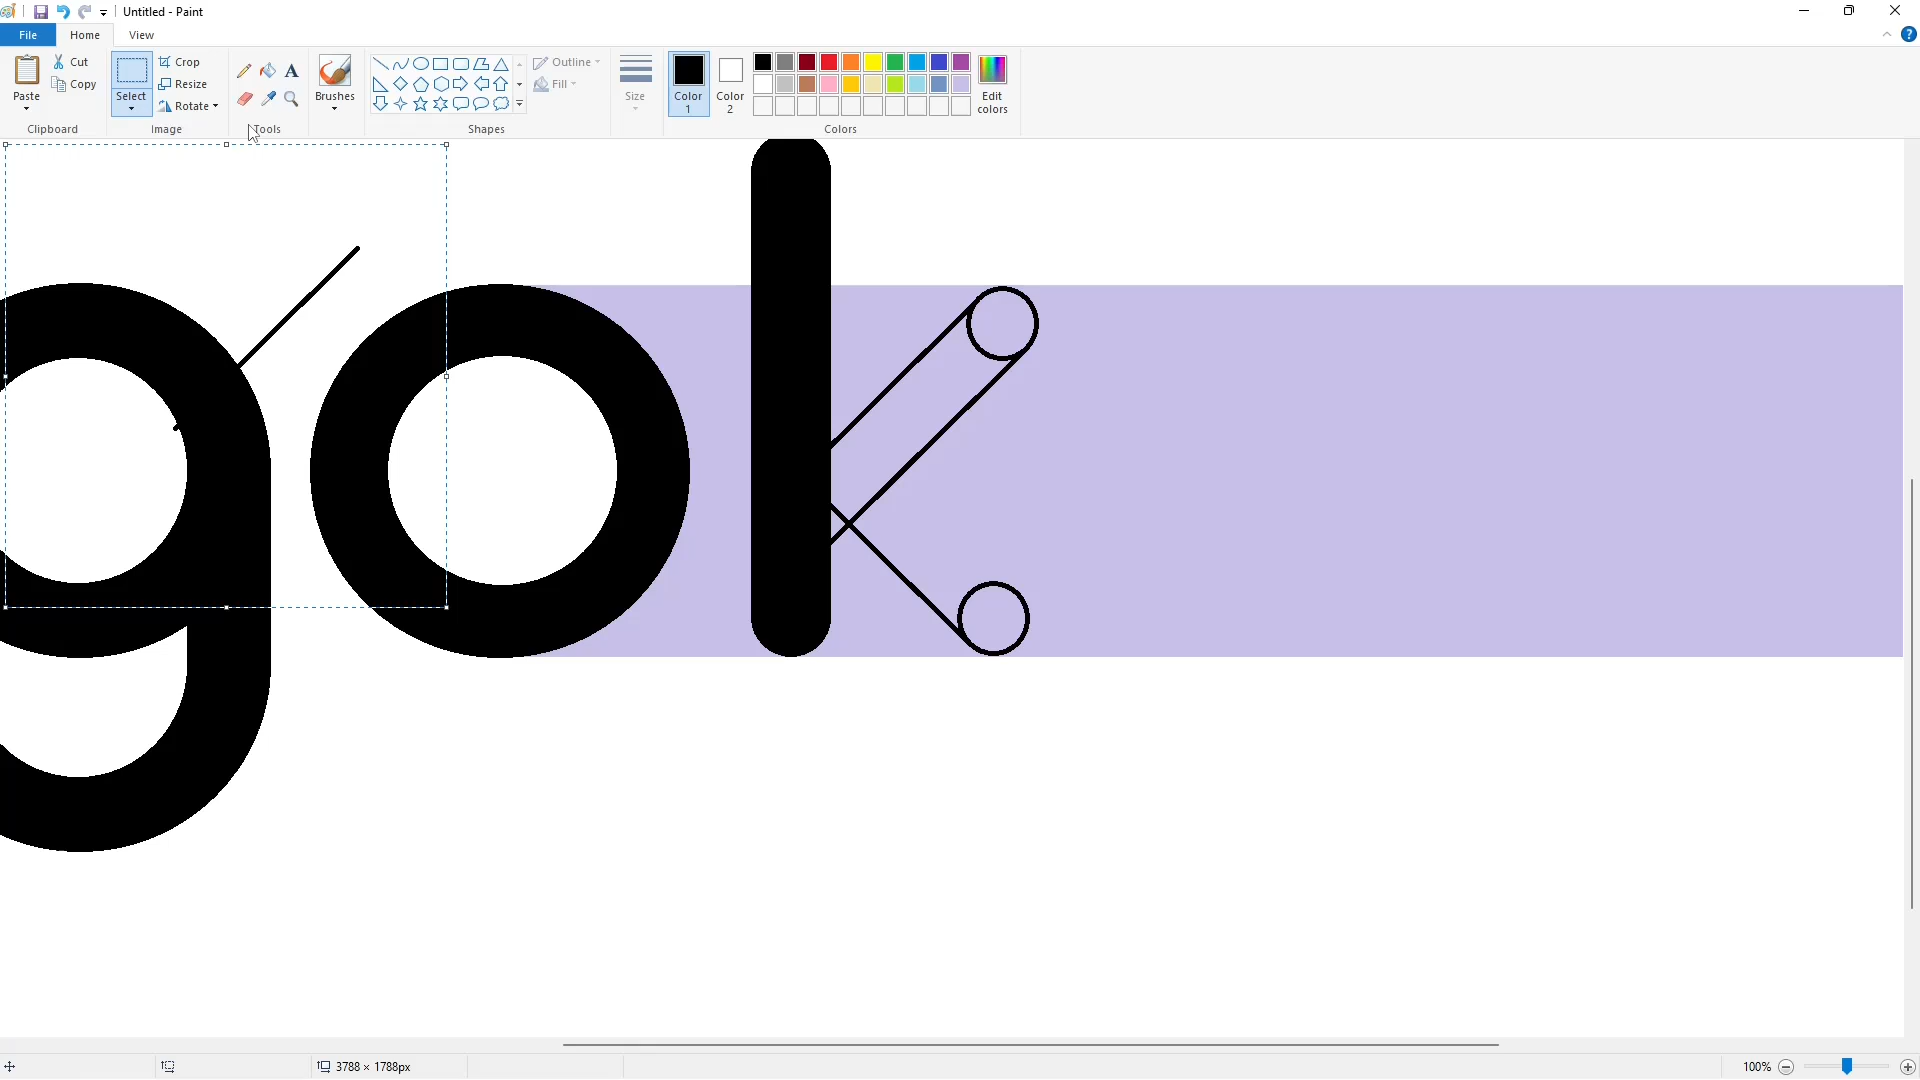 Untitled - Paint
File Home View
Paste Cut Copy Clipboard
Select Crop Resize Rotate Image
A Tools
Brushes
Outline Fill Shapes
Size
Color 1 Color 2 Edit colors Colors
gok
3788 × 1788px 100%